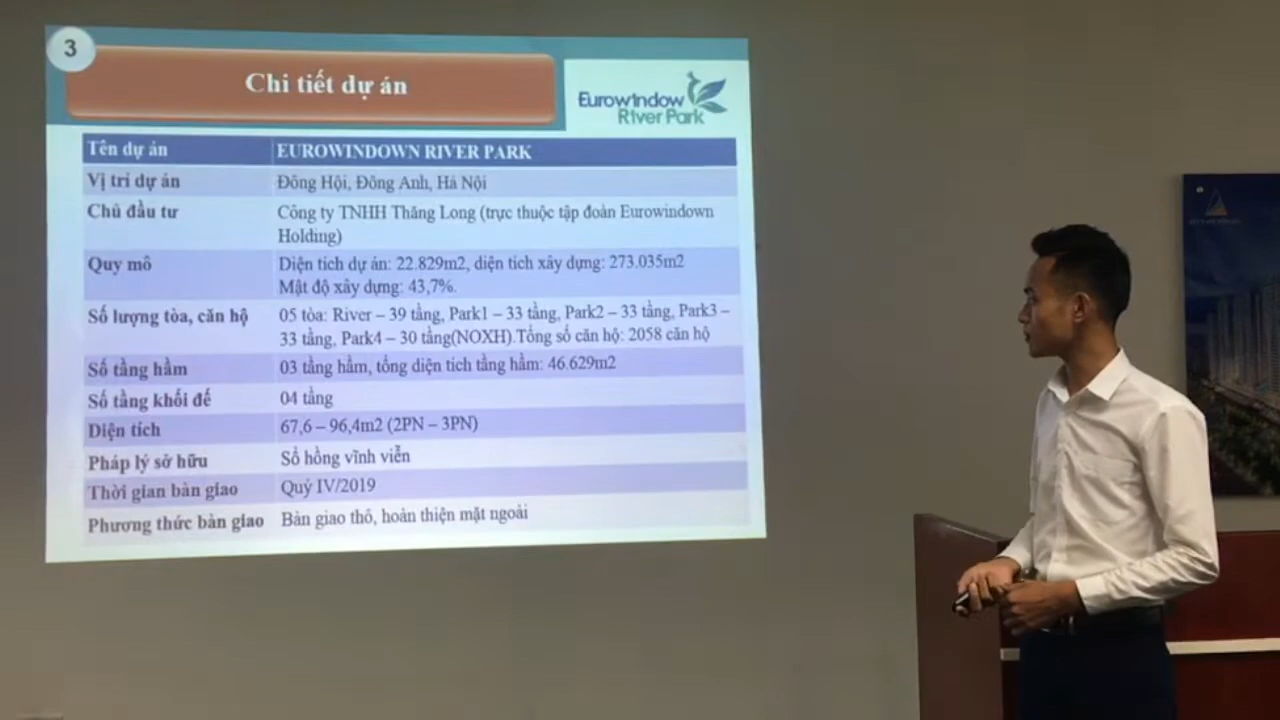 3
Chi tiết dự án
Eurowindow
River Park
Tên dự án
EUROWINDOWN RIVER PARK
Vị trí dự án
Đông Hội, Đông Anh, Hà Nội
Chủ đầu tư
Công ty TNHH Thăng Long (trực thuộc tập đoàn Eurowindown
Holding)
Quy mô
Diện tích dự án: 22.829m2, diện tích xây dựng: 273.035m2
Mật độ xây dựng: 43,7%.
Số lượng tòa, căn hộ
05 tòa: River – 39 tầng, Park1 – 33 tầng, Park2 – 33 tầng, Park3 –
33 tầng, Park4 – 30 tầng(NOXH).Tổng số căn hộ: 2058 căn hộ
Số tầng hầm
03 tầng hầm, tổng diện tích tầng hầm: 46.629m2
Số tầng khối đế
04 tầng
Diện tích
67,6 – 96,4m2 (2PN – 3PN)
Pháp lý sở hữu
Sổ hồng vĩnh viễn
Thời gian bàn giao
Quý IV/2019
Phương thức bàn giao
Bàn giao thô, hoàn thiện mặt ngoài